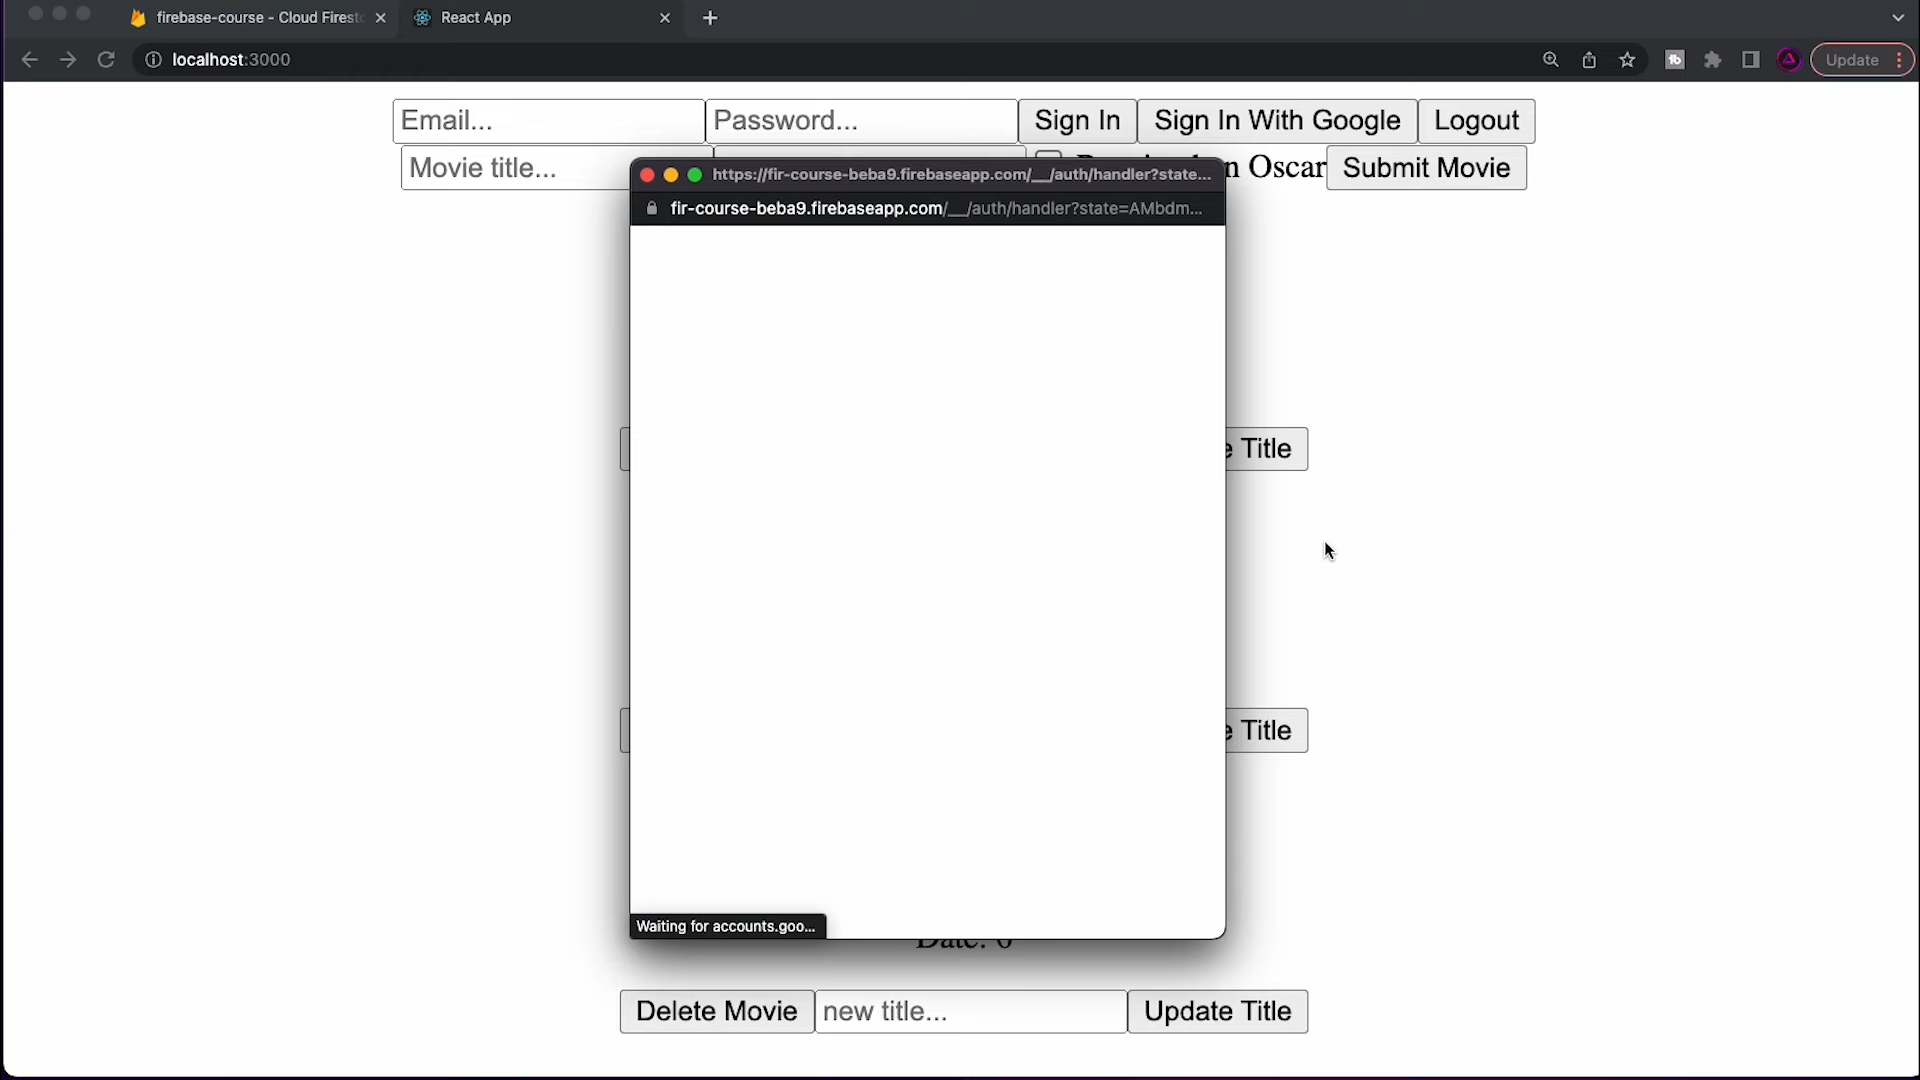 firebase-course - Cloud Firest
React App
localhost:3000
Update
Email...
Password...
Sign In
Sign In With Google
Logout
Movie title...
n Oscar
Submit Movie
https://fir-course-beba9.firebaseapp.com/__/auth/handler?state...
fir-course-beba9.firebaseapp.com/__/auth/handler?state=AMbdm...
e Title
e Title
Waiting for accounts.goo...
Delete Movie
new title...
Update Title